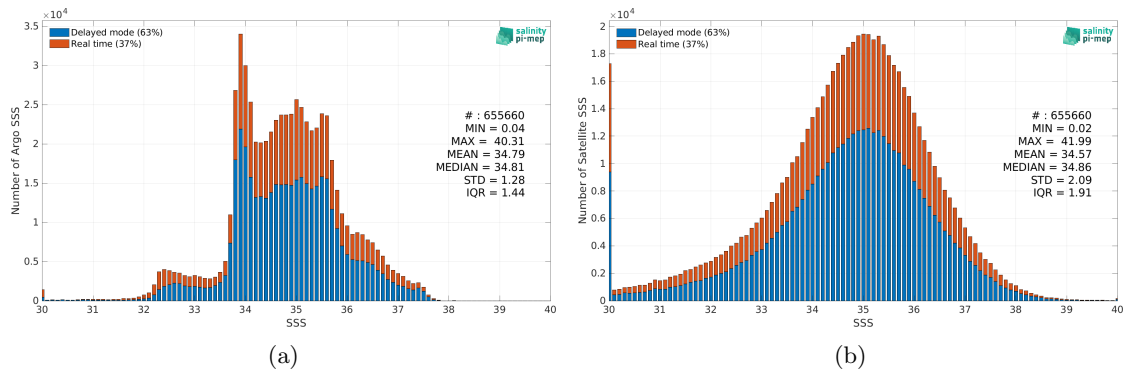 ×10^4
Delayed mode (63%)
Real time (37%)
salinity
pi-mep
# : 655660
MIN = 0.04
MAX = 40.31
MEAN = 34.79
MEDIAN = 34.81
STD = 1.28
IQR = 1.44
Number of Argo SSS
3.5
3
2.5
2
1.5
1
0.5
0
30 31 32 33 34 35 36 37 38 39 40
SSS
(a)
×10^4
Delayed mode (63%)
Real time (37%)
salinity
pi-mep
# : 655660
MIN = 0.02
MAX = 41.99
MEAN = 34.57
MEDIAN = 34.86
STD = 2.09
IQR = 1.91
Number of Satellite SSS
2
1.8
1.6
1.4
1.2
1
0.8
0.6
0.4
0.2
0
30 31 32 33 34 35 36 37 38 39 40
SSS
(b)